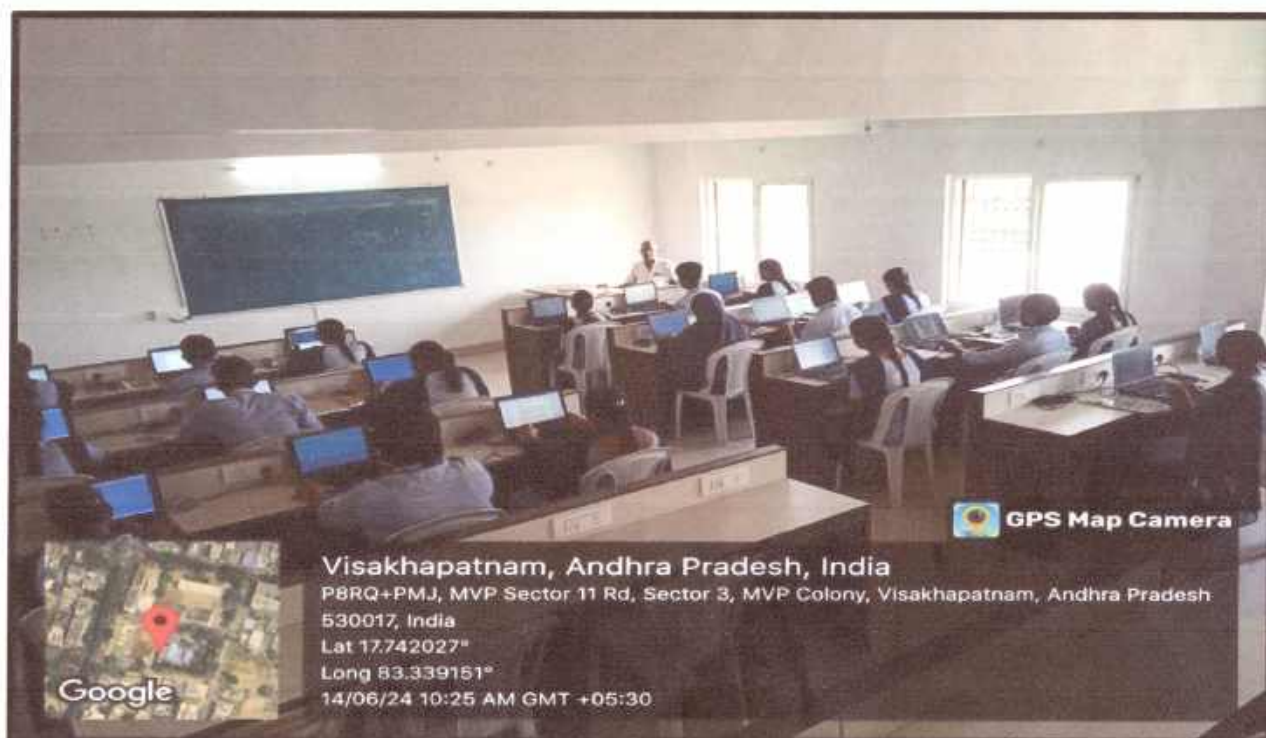 GPS Map Camera
Visakhapatnam, Andhra Pradesh, India
P8RQ+PMJ, MVP Sector 11 Rd, Sector 3, MVP Colony, Visakhapatnam, Andhra Pradesh
530017, India
Lat 17.742027°
Long 83.339151°
14/06/24 10:25 AM GMT +05:30
Google